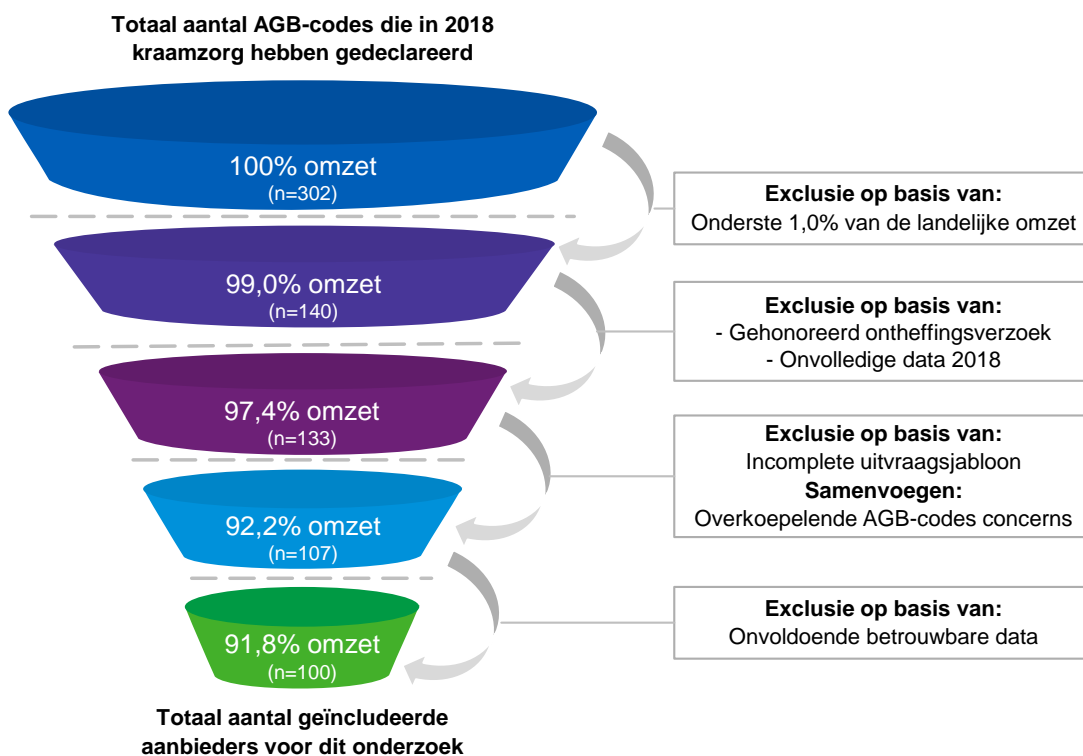 Totaal aantal AGB-codes die in 2018
kraamzorg hebben gedeclareerd
100% omzet
(n=302)
Exclusie op basis van:
Onderste 1,0% van de landelijke omzet
99,0% omzet
(n=140)
Exclusie op basis van:
- Gehonoreerd ontheffingsverzoek
- Onvolledige data 2018
97,4% omzet
(n=133)
Exclusie op basis van:
Incomplete uitvraagsjabloon
Samenvoegen:
Overkoepelende AGB-codes concerns
92,2% omzet
(n=107)
Exclusie op basis van:
Onvoldoende betrouwbare data
91,8% omzet
(n=100)
Totaal aantal geïncludeerde
aanbieders voor dit onderzoek